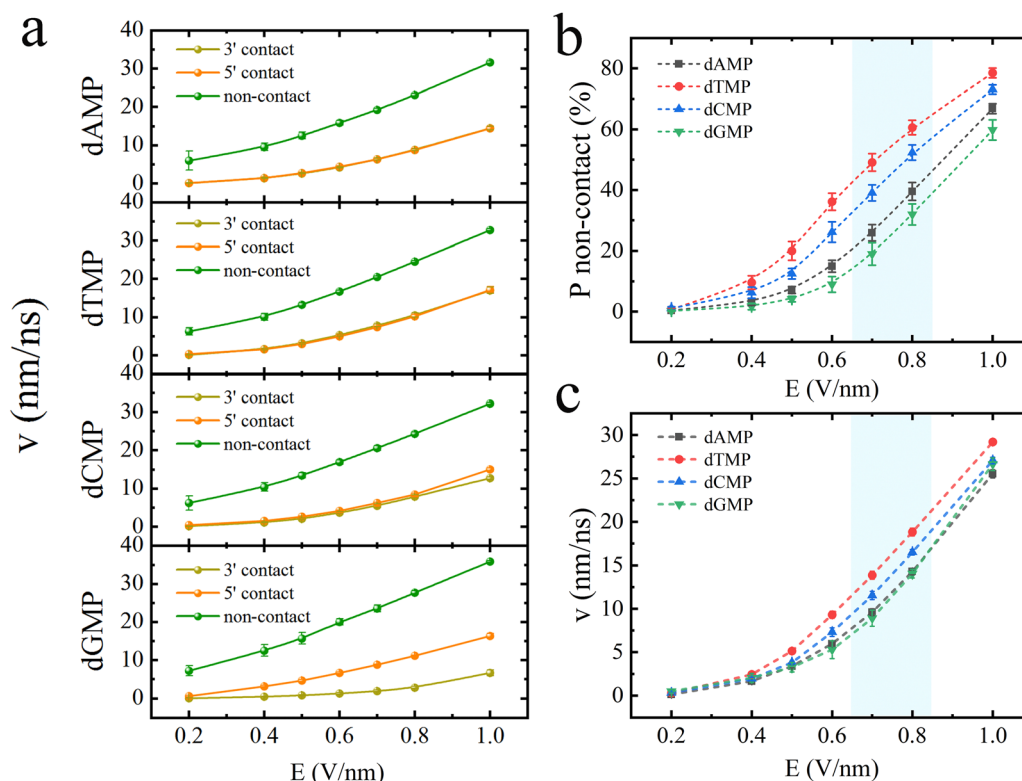 a
v (nm/ns)
dAMP
40
30
20
10
0
3' contact
5' contact
non-contact
dTMP
40
30
20
10
0
3' contact
5' contact
non-contact
dCMP
40
30
20
10
0
3' contact
5' contact
non-contact
dGMP
40
30
20
10
0
3' contact
5' contact
non-contact
0.2 0.4 0.6 0.8 1.0
E (V/nm)
b
P non-contact (%)
80
60
40
20
0
dAMP
dTMP
dCMP
dGMP
0.2 0.4 0.6 0.8 1.0
E (V/nm)
c
v (nm/ns)
30
25
20
15
10
5
0
dAMP
dTMP
dCMP
dGMP
0.2 0.4 0.6 0.8 1.0
E (V/nm)